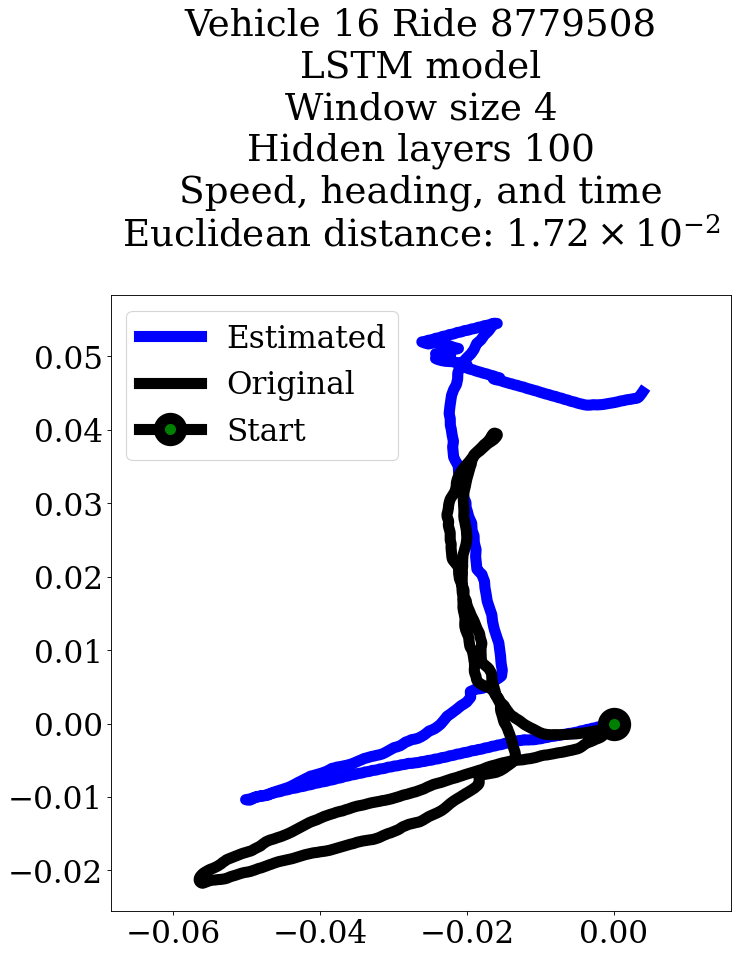 Vehicle 16 Ride 8779508
LSTM model
Window size 4
Hidden layers 100
Speed, heading, and time
Euclidean distance: 1.72 × 10⁻²
Estimated
Original
Start
0.05
0.04
0.03
0.02
0.01
0.00
−0.01
−0.02
−0.06 −0.04 −0.02 0.00